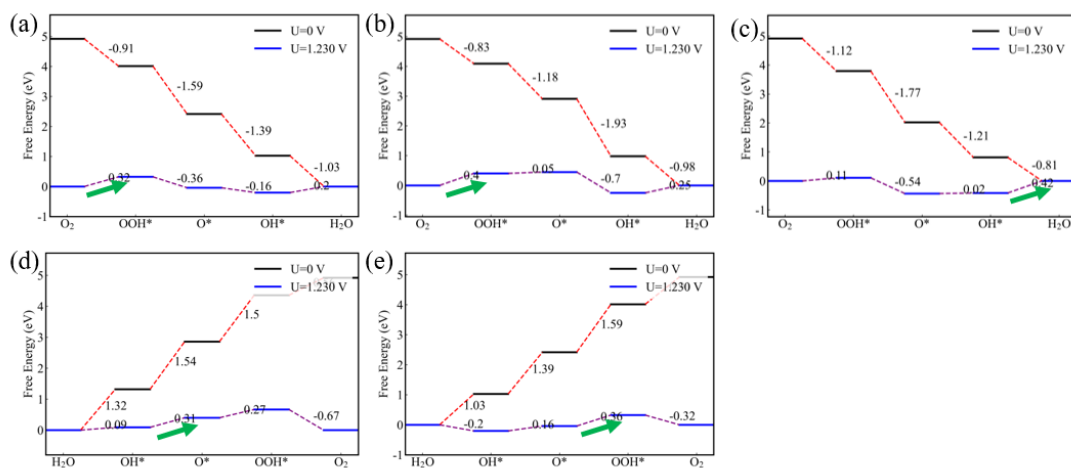 (a)
U=0 V
U=1.230 V
Free Energy (eV)
5
4
3
2
1
0
-1
-0.91
-1.59
-1.39
-1.03
0.32
-0.36
-0.16
0.2
O₂ OOH* O* OH* H₂O
(b)
U=0 V
U=1.230 V
Free Energy (eV)
5
4
3
2
1
0
-1
-0.83
-1.18
-1.93
-0.98
0.4
0.05
-0.7
0.25
O₂ OOH* O* OH* H₂O
(c)
U=0 V
U=1.230 V
Free Energy (eV)
5
4
3
2
1
0
-1
-1.12
-1.77
-1.21
-0.81
0.11
-0.54
0.02
0.42
O₂ OOH* O* OH* H₂O
(d)
U=0 V
U=1.230 V
Free Energy (eV)
5
4
3
2
1
0
1.32
1.54
1.5
0.09
0.31
0.27
-0.67
H₂O OH* O* OOH* O₂
(e)
U=0 V
U=1.230 V
Free Energy (eV)
5
4
3
2
1
0
-1
1.03
1.39
1.59
-0.2
0.16
0.36
-0.32
H₂O OH* O* OOH* O₂